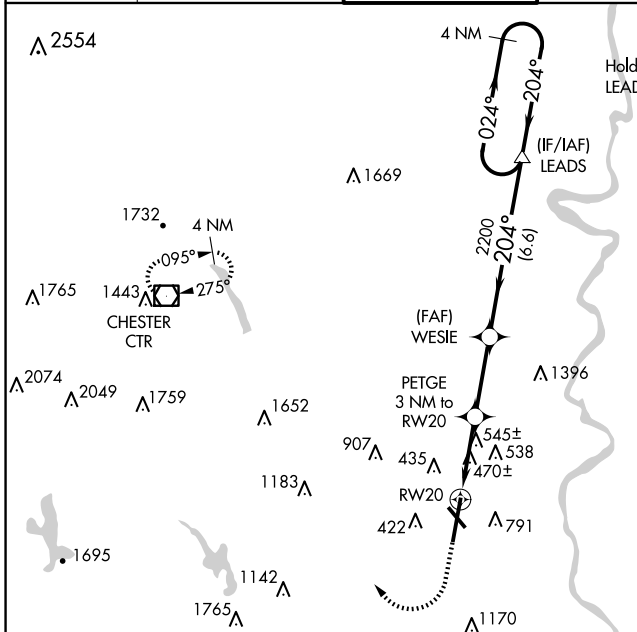 2554
4 NM
Hold
LEAD
204°
024°
(IF/IAF)
LEADS
1669
1732
4 NM
095°
2200
204°
(6.6)
1765
1443
275°
CHESTER
CTR
(FAF)
WESIE
2074
2049
1759
1652
PETGE
3 NM to
RW20
1396
907
545±
538
435
470±
1183
RW20
422
791
1695
1142
1765
1170